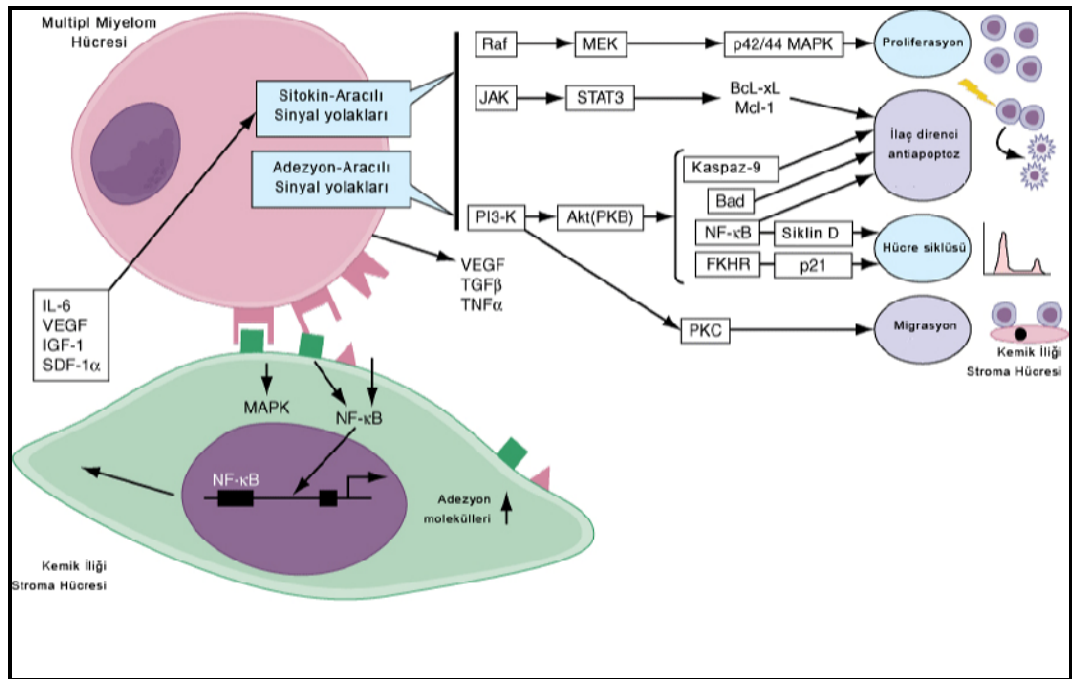 Multipl Miyelom
Hücresi
Sitokin-Aracılı
Sinyal yolakları
Adezyon-Aracılı
Sinyal yolakları
Raf
MEK
p42/44 MAPK
Proliferasyon
JAK
STAT3
BcL-xL
Mcl-1
İlaç direnci
antiapoptoz
Kaspaz-9
Bad
PI3-K
Akt(PKB)
NF-κB
Siklin D
Hücre siklüsü
FKHR
p21
VEGF
TGFβ
TNFα
PKC
Migrasyon
Kemik İliği
Stroma Hücresi
IL-6
VEGF
IGF-1
SDF-1α
MAPK
NF-κB
NF-κB
Adezyon
molekülleri
Kemik İliği
Stroma Hücresi